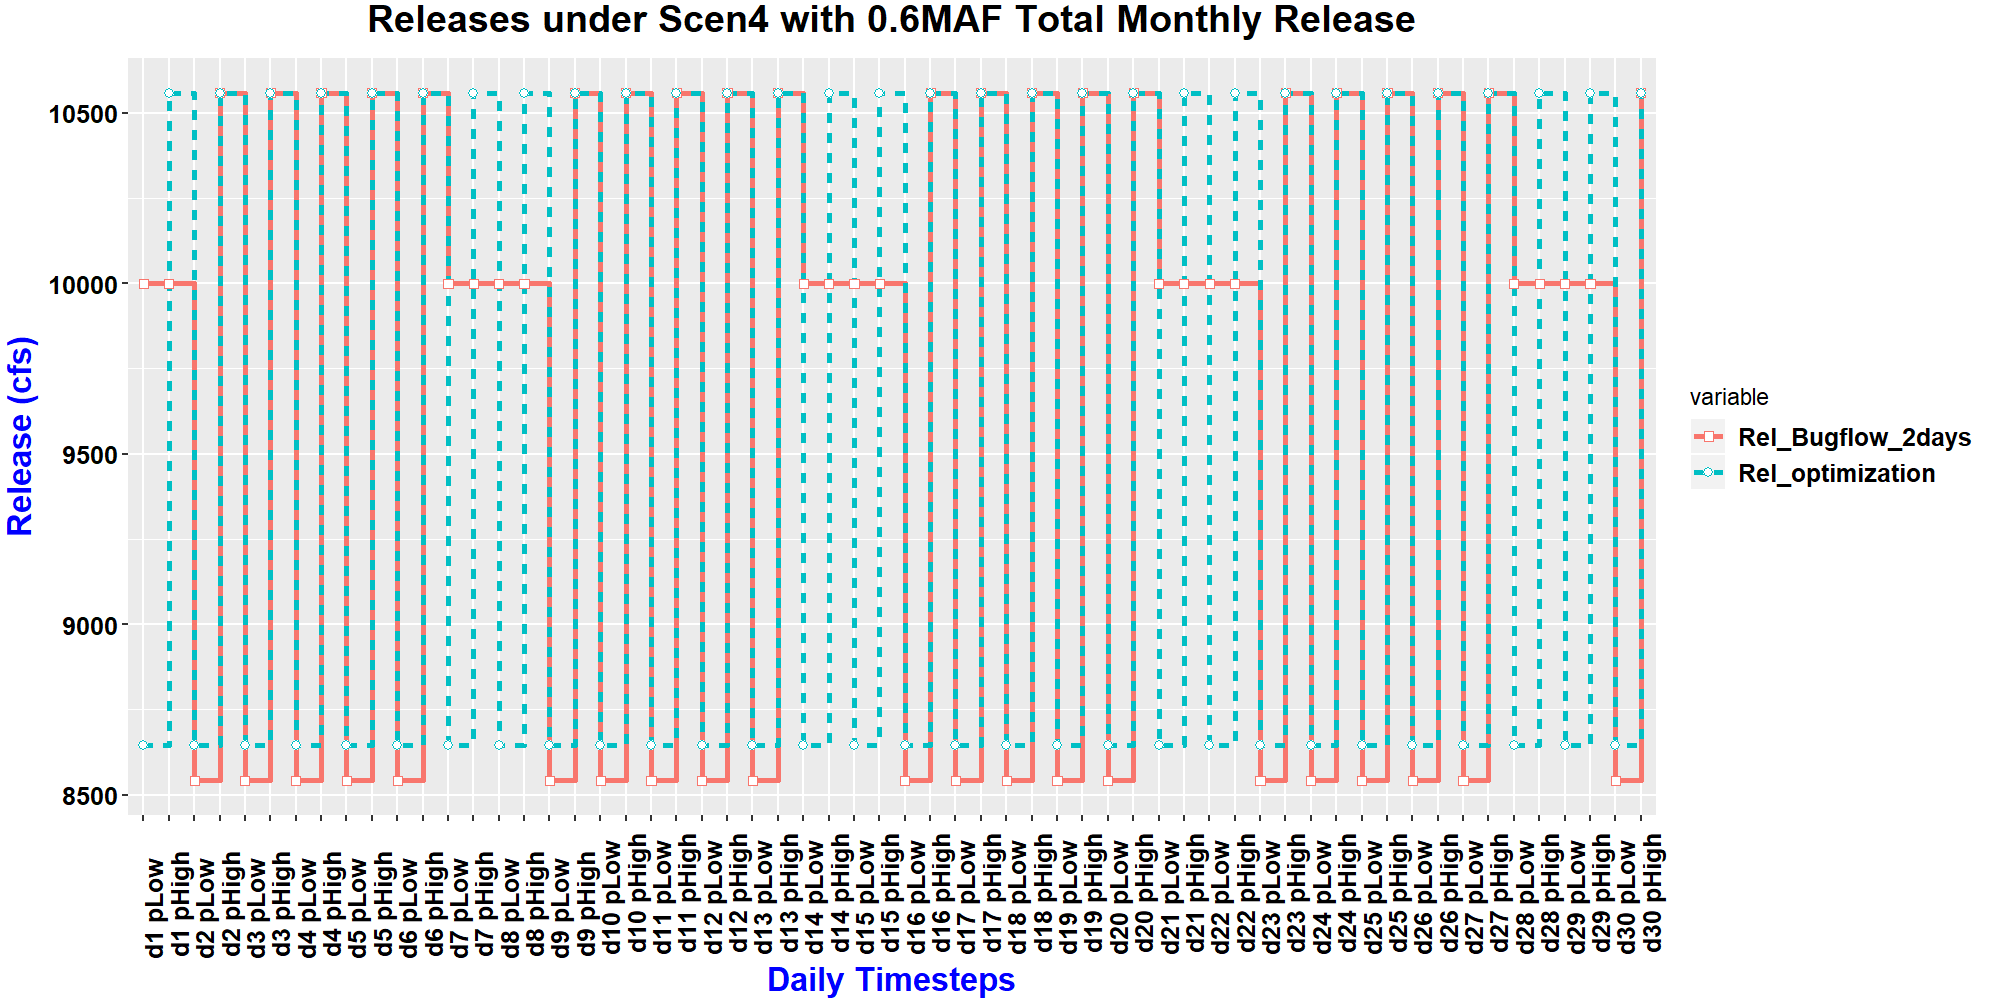 Releases under Scen4 with 0.6MAF Total Monthly Release
Release (cfs)
10500
10000
9500
9000
8500
d1 pLow
d1 pHigh
d2 pLow
d2 pHigh
d3 pLow
d3 pHigh
d4 pLow
d4 pHigh
d5 pLow
d5 pHigh
d6 pLow
d6 pHigh
d7 pLow
d7 pHigh
d8 pLow
d8 pHigh
d9 pLow
d9 pHigh
d10 pLow
d10 pHigh
d11 pLow
d11 pHigh
d12 pLow
d12 pHigh
d13 pLow
d13 pHigh
d14 pLow
d14 pHigh
d15 pLow
d15 pHigh
d16 pLow
d16 pHigh
d17 pLow
d17 pHigh
d18 pLow
d18 pHigh
d19 pLow
d19 pHigh
d20 pLow
d20 pHigh
d21 pLow
d21 pHigh
d22 pLow
d22 pHigh
d23 pLow
d23 pHigh
d24 pLow
d24 pHigh
d25 pLow
d25 pHigh
d26 pLow
d26 pHigh
d27 pLow
d27 pHigh
d28 pLow
d28 pHigh
d29 pLow
d29 pHigh
d30 pLow
d30 pHigh
Daily Timesteps
variable
Rel_Bugflow_2days
Rel_optimization